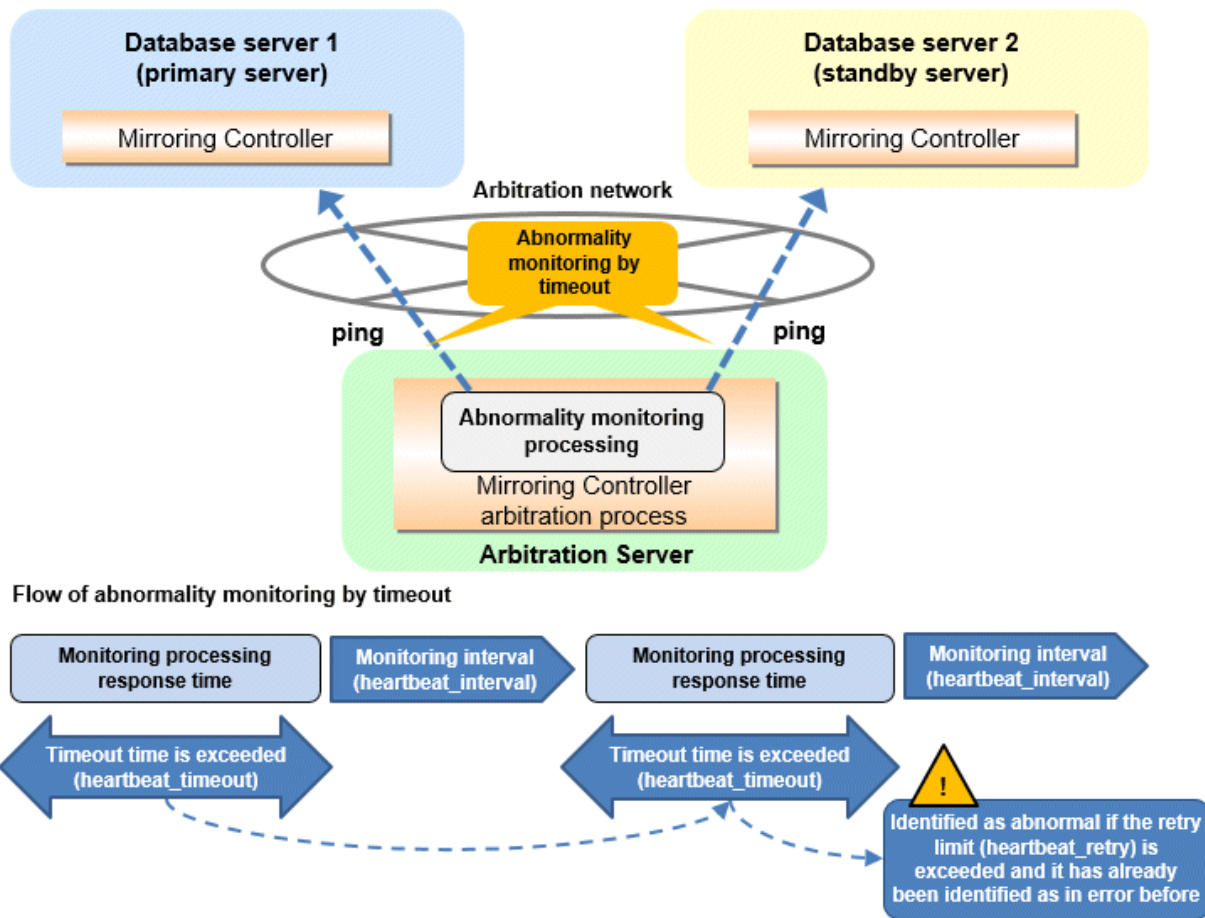 Database server 1
(primary server)
Mirroring Controller
Database server 2
(standby server)
Mirroring Controller
Arbitration network
Abnormality
monitoring by
timeout
ping
ping
Abnormality monitoring
processing
Mirroring Controller
arbitration process
Arbitration Server
Flow of abnormality monitoring by timeout
Monitoring processing
response time
Monitoring interval
(heartbeat_interval)
Monitoring processing
response time
Monitoring interval
(heartbeat_interval)
Timeout time is exceeded
(heartbeat_timeout)
Timeout time is exceeded
(heartbeat_timeout)
!
Identified as abnormal if the retry
limit (heartbeat_retry) is
exceeded and it has already
been identified as in error before